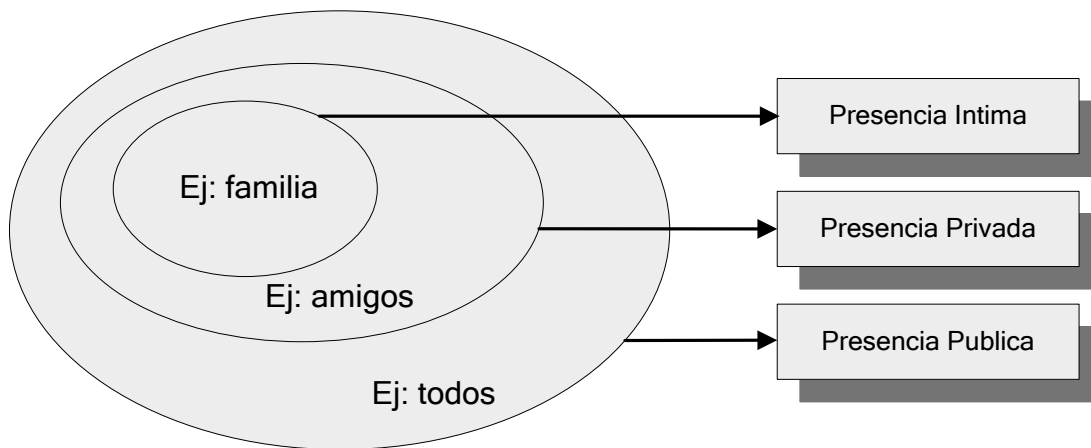 Presencia Intima
Ej: familia
Presencia Privada
Ej: amigos
Presencia Publica
Ej: todos